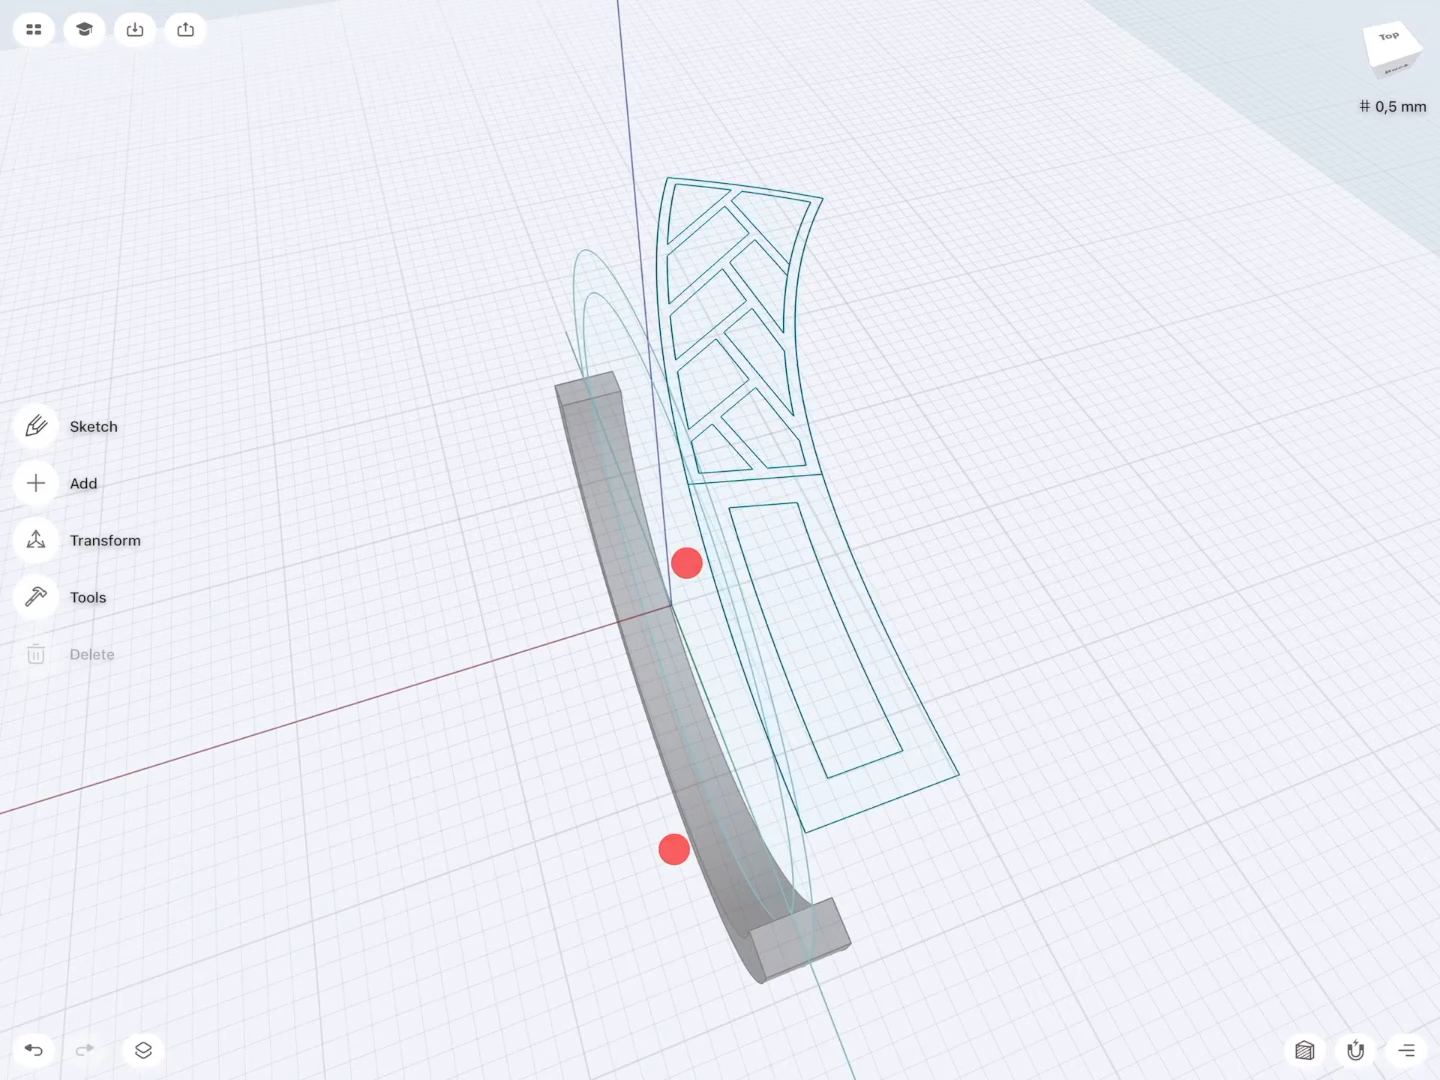 Top
# 0,5 mm
Sketch
Add
Transform
Tools
Delete